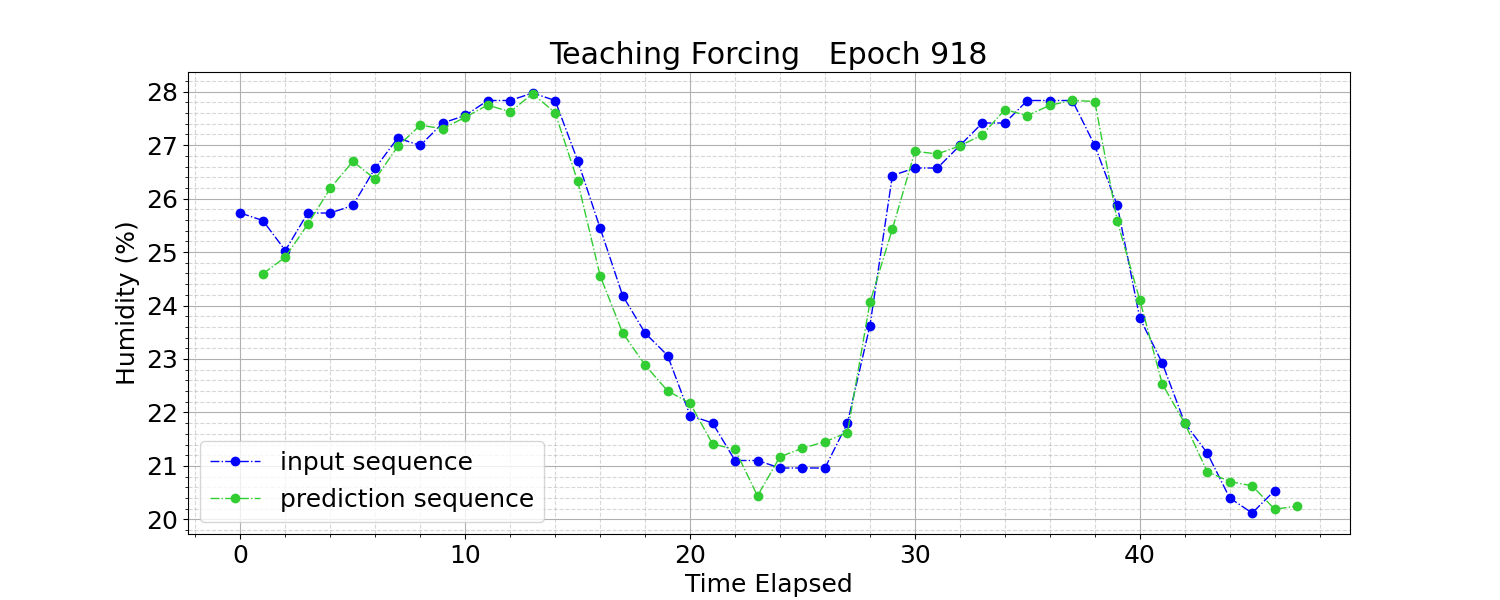 Teaching Forcing   Epoch 918
Humidity (%)
28
27
26
25
24
23
22
21
20
input sequence
prediction sequence
0 10 20 30 40
Time Elapsed